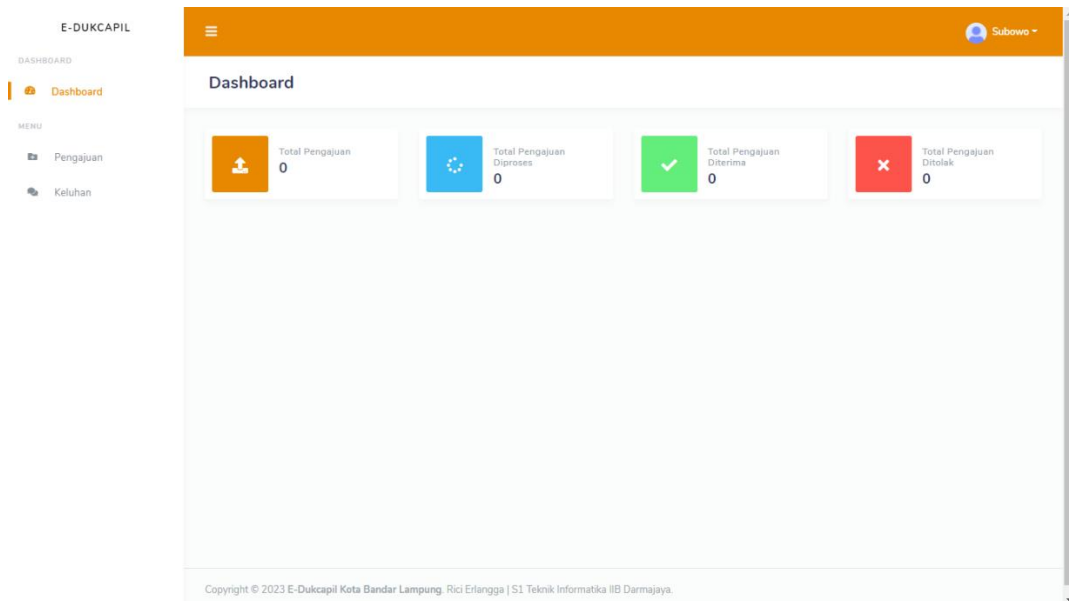 E-DUKCAPIL
Subowo
DASHBOARD
Dashboard
MENU
Pengajuan
Keluhan
Dashboard
Total Pengajuan
0
Total Pengajuan
Diproses
0
Total Pengajuan
Diterima
0
Total Pengajuan
Ditolak
0
Copyright © 2023 E-Dukcapil Kota Bandar Lampung. Rici Erlangga | S1 Teknik Informatika IIB Darmajaya.